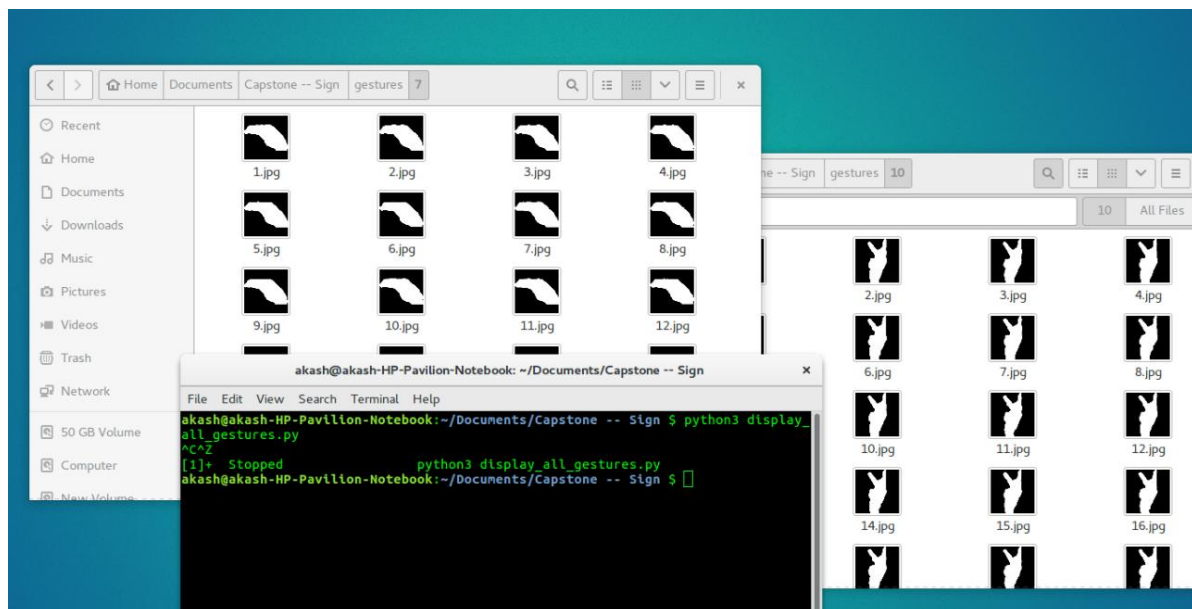 Home Documents Capstone -- Sign gestures 7
Recent
Home
Documents
Downloads
Music
Pictures
Videos
Trash
Network
50 GB Volume
Computer
New Volume
1.jpg 2.jpg 3.jpg 4.jpg
5.jpg 6.jpg 7.jpg 8.jpg
9.jpg 10.jpg 11.jpg 12.jpg
ne -- Sign gestures 10
10 All Files
2.jpg 3.jpg 4.jpg
6.jpg 7.jpg 8.jpg
10.jpg 11.jpg 12.jpg
14.jpg 15.jpg 16.jpg
akash@akash-HP-Pavilion-Notebook: ~/Documents/Capstone -- Sign
File Edit View Search Terminal Help
akash@akash-HP-Pavilion-Notebook:~/Documents/Capstone -- Sign $ python3 display_
all_gestures.py
^C^Z
[1]+ Stopped python3 display_all_gestures.py
akash@akash-HP-Pavilion-Notebook:~/Documents/Capstone -- Sign $